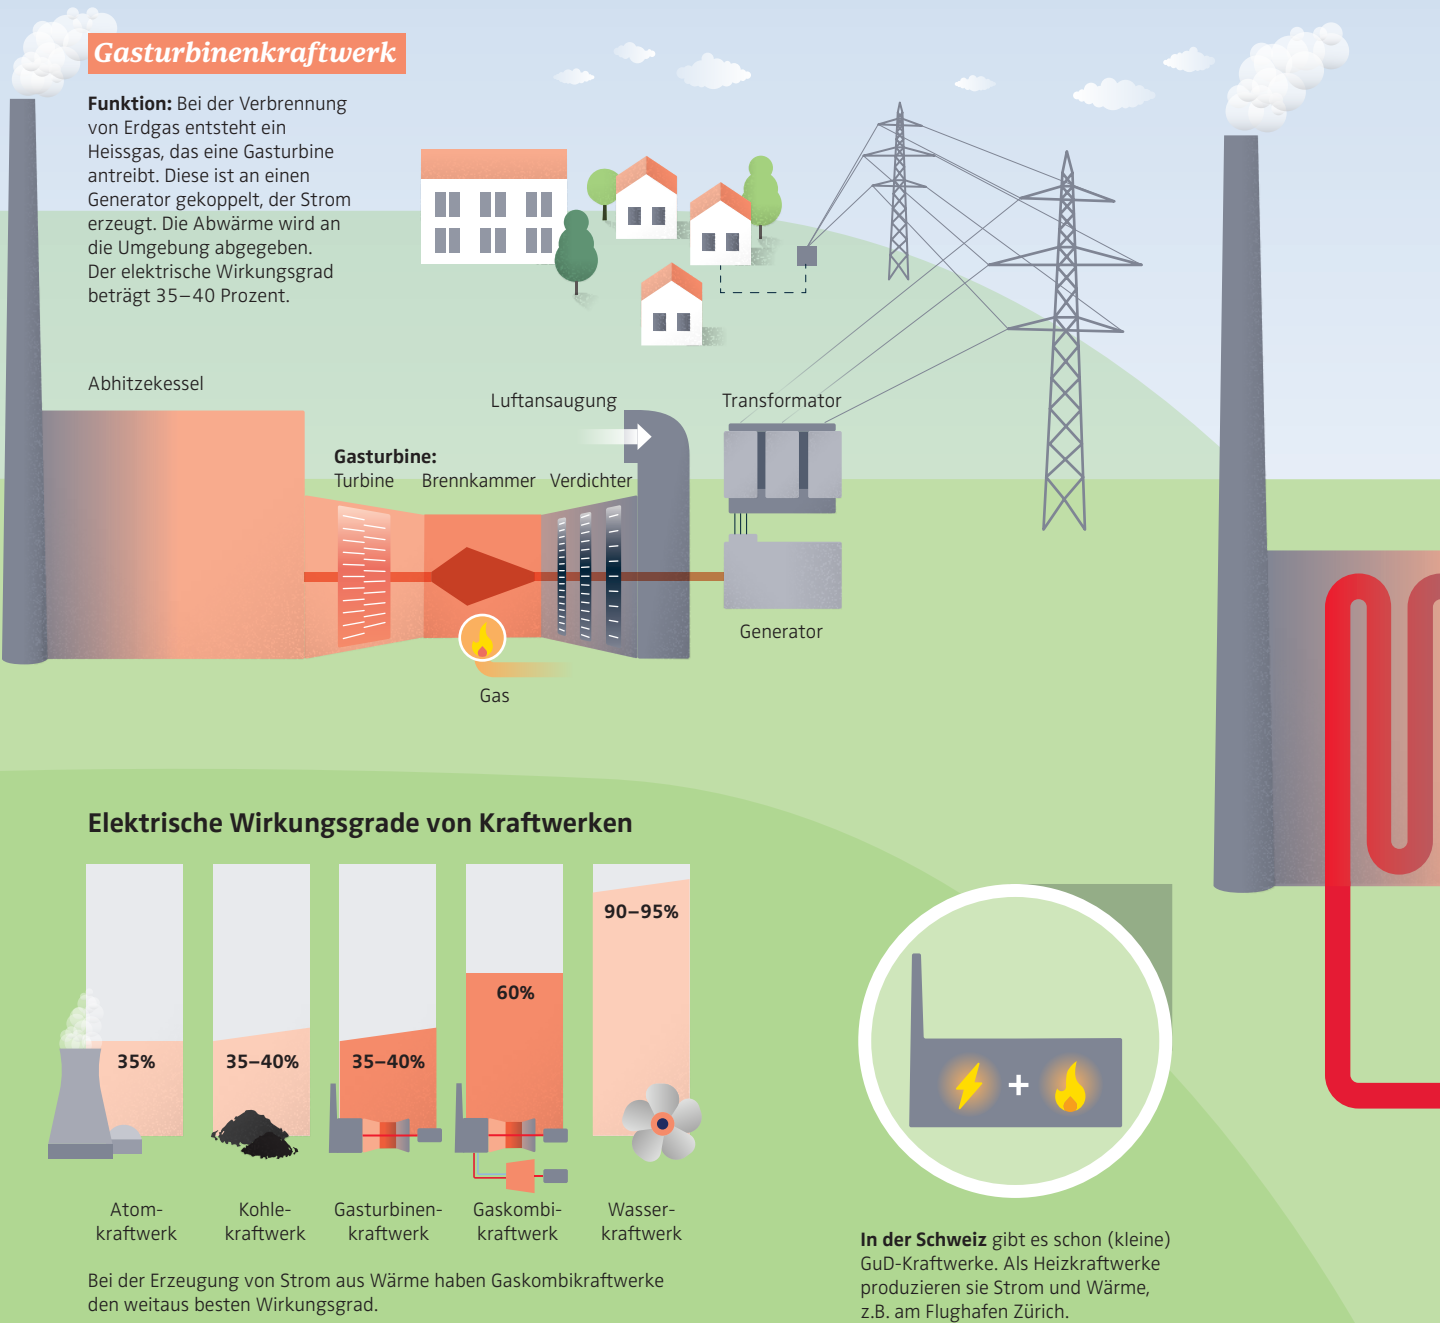 Gasturbinenkraftwerk
Funktion: Bei der Verbrennung
von Erdgas entsteht ein
Heissgas, das eine Gasturbine
antreibt. Diese ist an einen
Generator gekoppelt, der Strom
erzeugt. Die Abwärme wird an
die Umgebung abgegeben.
Der elektrische Wirkungsgrad
beträgt 35–40 Prozent.
Abhitzekessel
Luftansaugung
Transformator
Gasturbine:
Turbine Brennkammer Verdichter
Generator
Gas
Elektrische Wirkungsgrade von Kraftwerken
35%
35–40%
35–40%
60%
90–95%
Atom-
kraftwerk
Kohle-
kraftwerk
Gasturbinen-
kraftwerk
Gaskombi-
kraftwerk
Wasser-
kraftwerk
Bei der Erzeugung von Strom aus Wärme haben Gaskombikraftwerke
den weitaus besten Wirkungsgrad.
+
In der Schweiz gibt es schon (kleine)
GuD-Kraftwerke. Als Heizkraftwerke
produzieren sie Strom und Wärme,
z.B. am Flughafen Zürich.